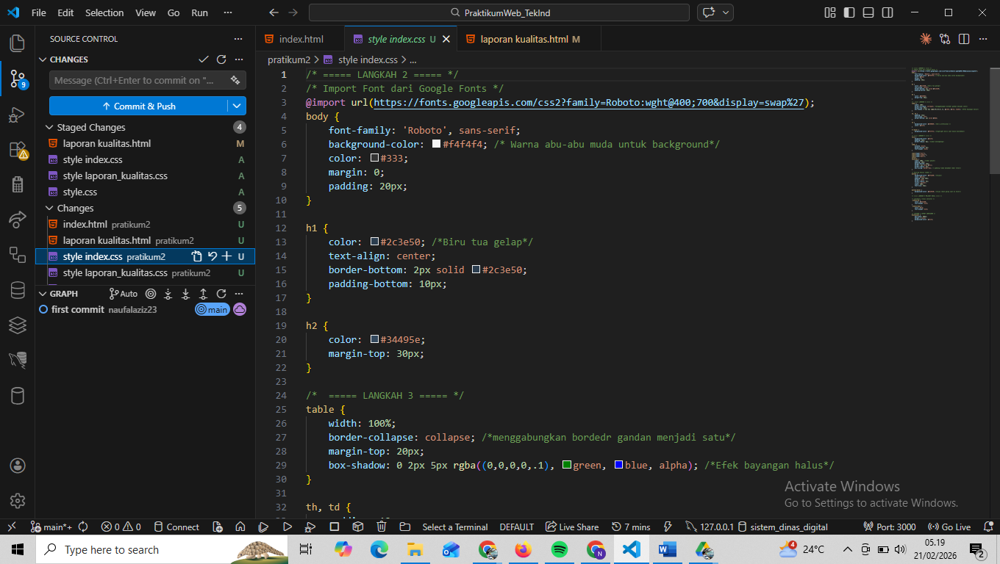 File Edit Selection View Go Run ··· PraktikumWeb_TekInd
SOURCE CONTROL
CHANGES
Message (Ctrl+Enter to commit on "...
Commit & Push
Staged Changes 4
laporan kualitas.html M
style index.css A
style laporan_kualitas.css A
style.css A
Changes 5
index.html pratikum2 U
laporan kualitas.html pratikum2 U
style index.css pratikum2 U
style laporan_kualitas.css pratikum2 U
GRAPH Auto
first commit naufalaziz23 main
9
index.html style index.css U laporan kualitas.html M
pratikum2 > style index.css > ...
1 /* ===== LANGKAH 2 ===== */
2 /* Import Font dari Google Fonts */
3 @import url(https://fonts.googleapis.com/css2?family=Roboto:wght@400;700&display=swap%27);
4 body {
5 font-family: 'Roboto', sans-serif;
6 background-color: #f4f4f4; /* Warna abu-abu muda untuk background*/
7 color: #333;
8 margin: 0;
9 padding: 20px;
10 }
11
12 h1 {
13 color: #2c3e50; /*Biru tua gelap*/
14 text-align: center;
15 border-bottom: 2px solid #2c3e50;
16 padding-bottom: 10px;
17 }
18
19 h2 {
20 color: #34495e;
21 margin-top: 30px;
22 }
23
24 /*  ===== LANGKAH 3 ===== */
25 table {
26 width: 100%;
27 border-collapse: collapse; /*menggabungkan bordedr gandan menjadi satu*/
28 margin-top: 20px;
29 box-shadow: 0 2px 5px rgba((0,0,0,0,.1), green, blue, alpha); /*Efek bayangan halus*/
30 }
31
32 th, td {
Activate Windows
Go to Settings to activate Windows.
main*+ 0 0 Connect Select a Terminal DEFAULT Live Share 7 mins 127.0.0.1 sistem_dinas_digital Port: 3000 Go Live
Type here to search 4 24°C 05.19
21/02/2026 2